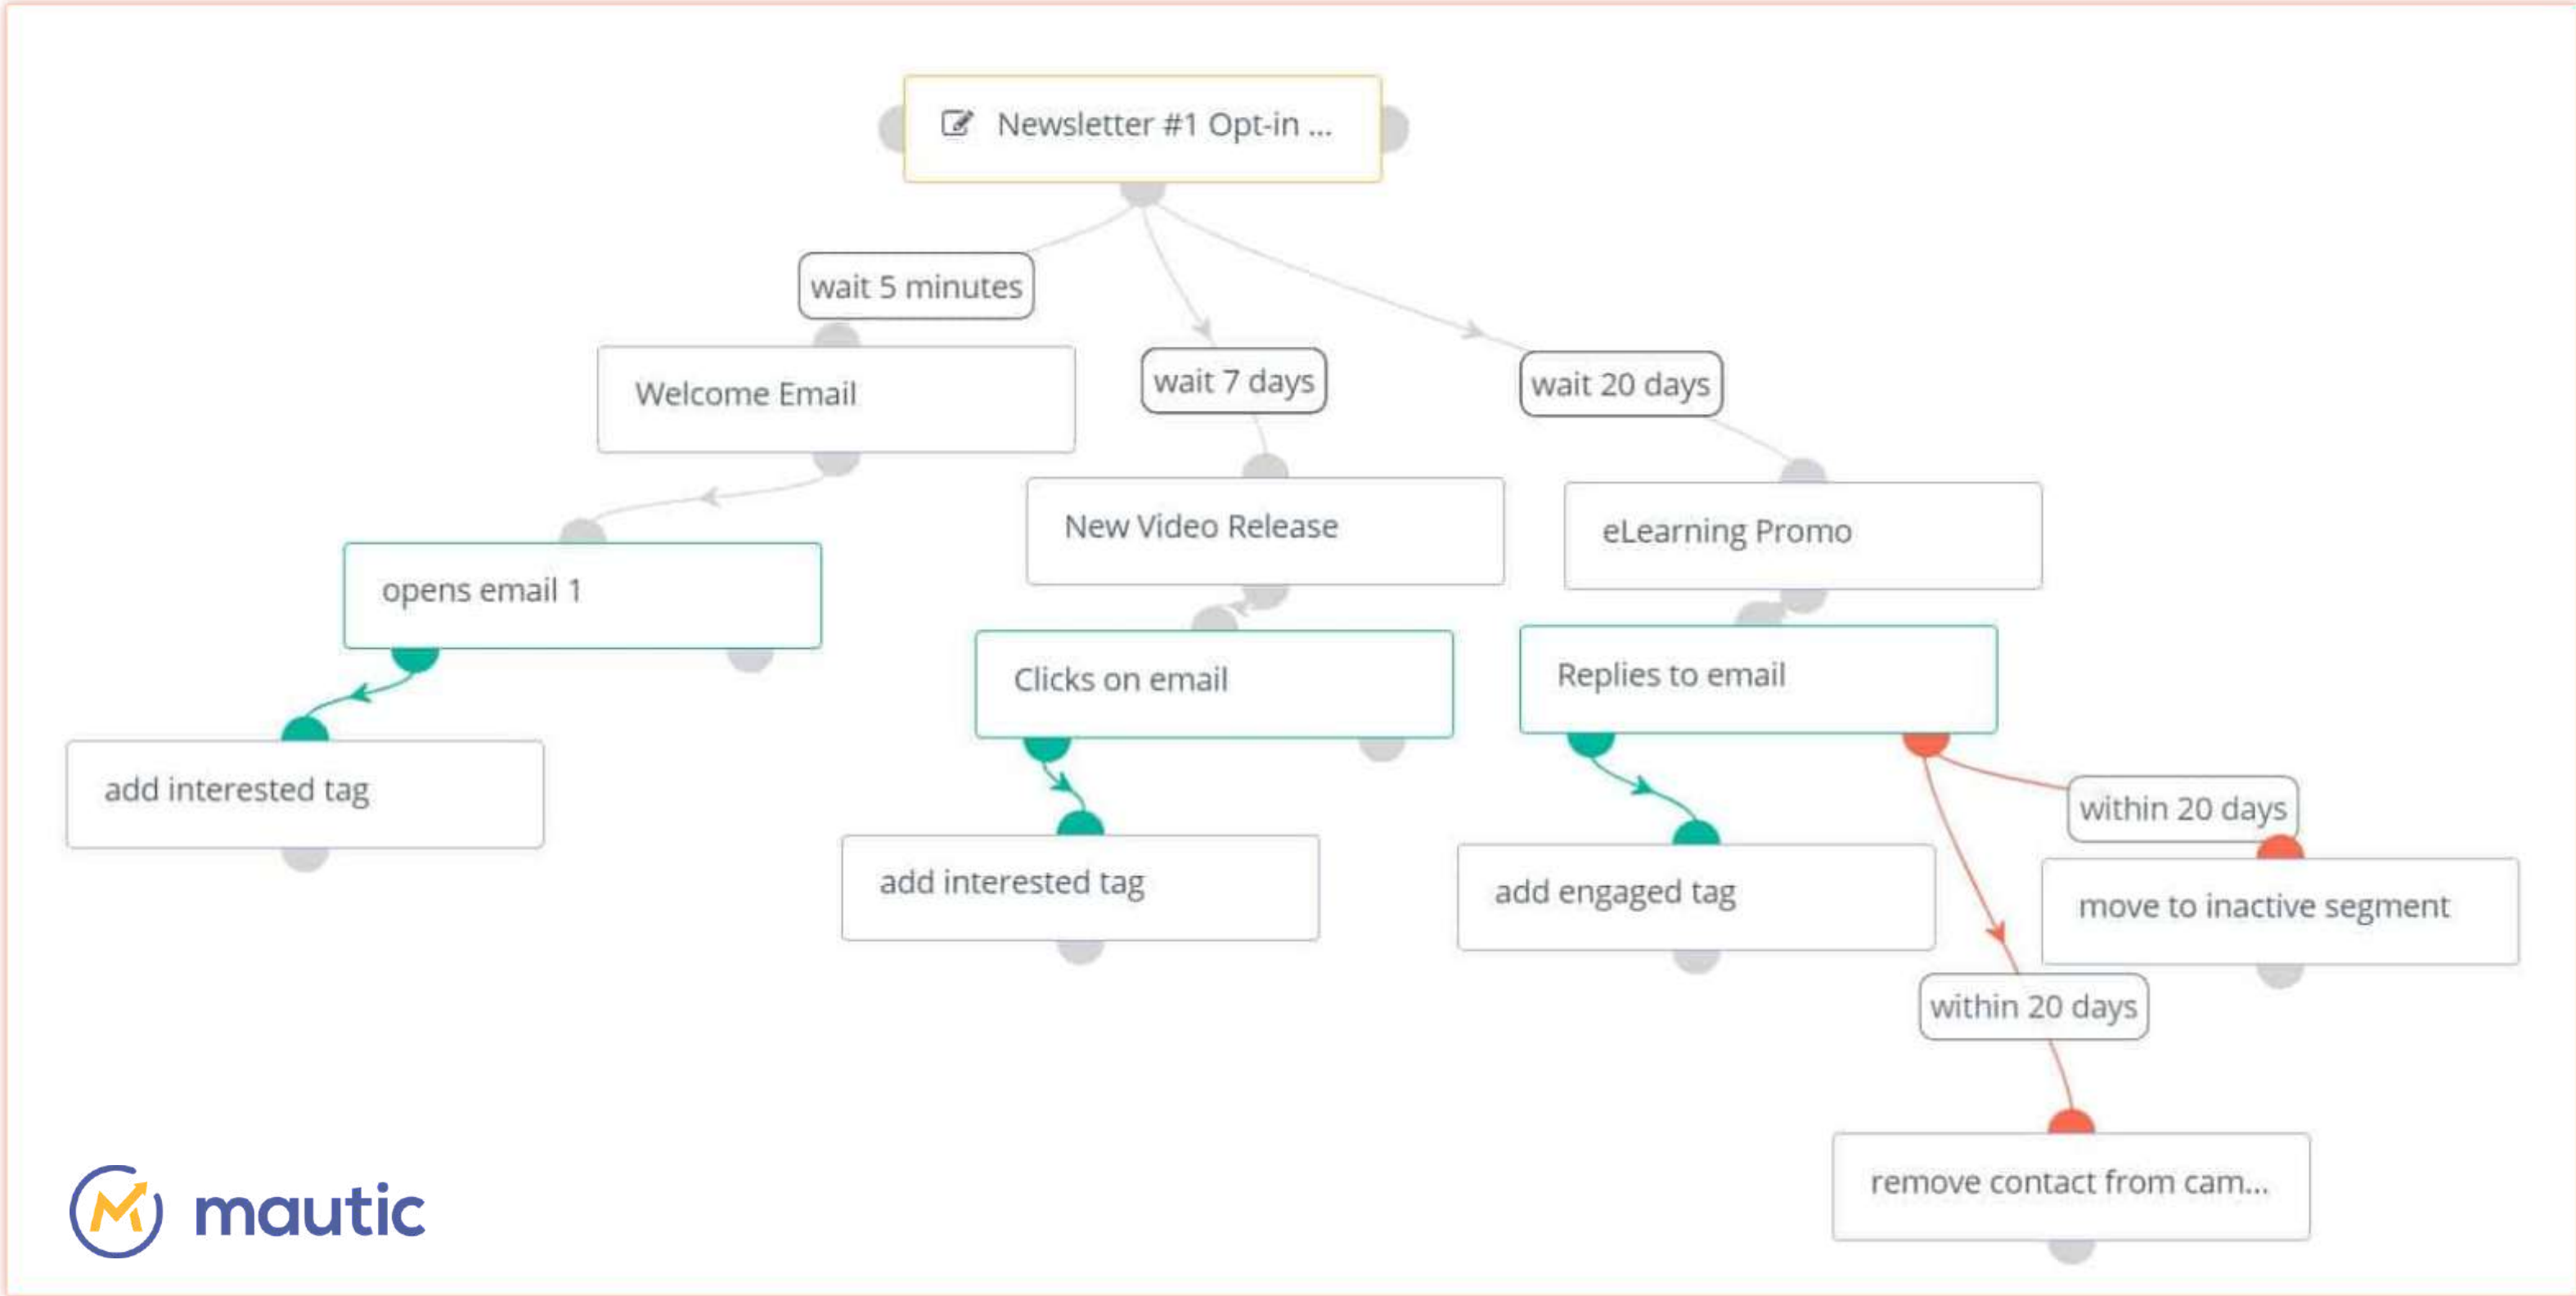 Newsletter #1 Opt-in ...
wait 5 minutes
wait 7 days
wait 20 days
Welcome Email
New Video Release
eLearning Promo
opens email 1
Clicks on email
Replies to email
add interested tag
add interested tag
add engaged tag
within 20 days
move to inactive segment
within 20 days
remove contact from cam...
mautic